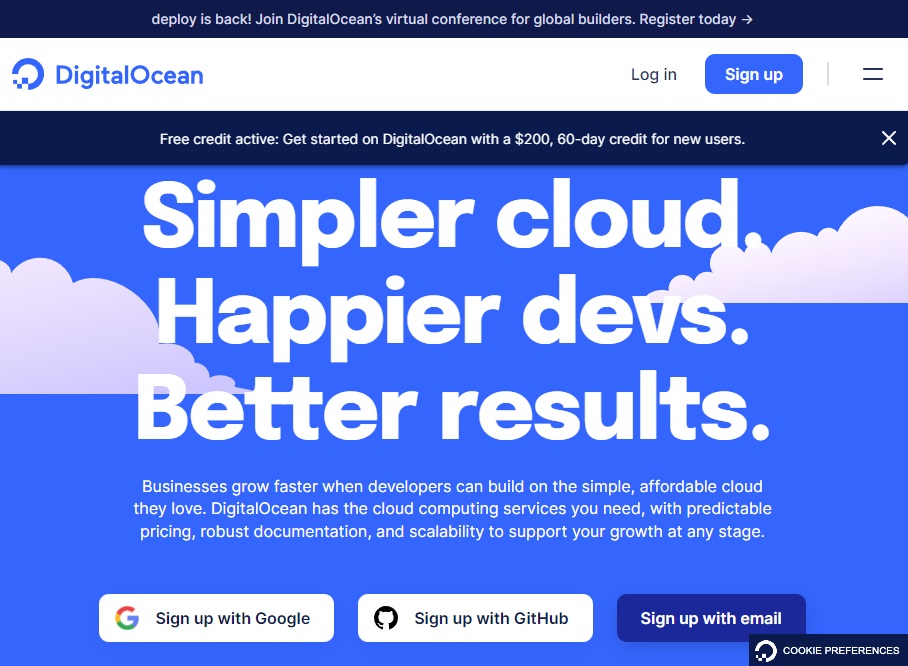 deploy is back! Join DigitalOcean’s virtual conference for global builders. Register today →
DigitalOcean
Log in
Sign up
Free credit active: Get started on DigitalOcean with a $200, 60-day credit for new users.
Simpler cloud.
Happier devs.
Better results.
Businesses grow faster when developers can build on the simple, affordable cloud
they love. DigitalOcean has the cloud computing services you need, with predictable
pricing, robust documentation, and scalability to support your growth at any stage.
Sign up with Google
Sign up with GitHub
Sign up with email
COOKIE PREFERENCES